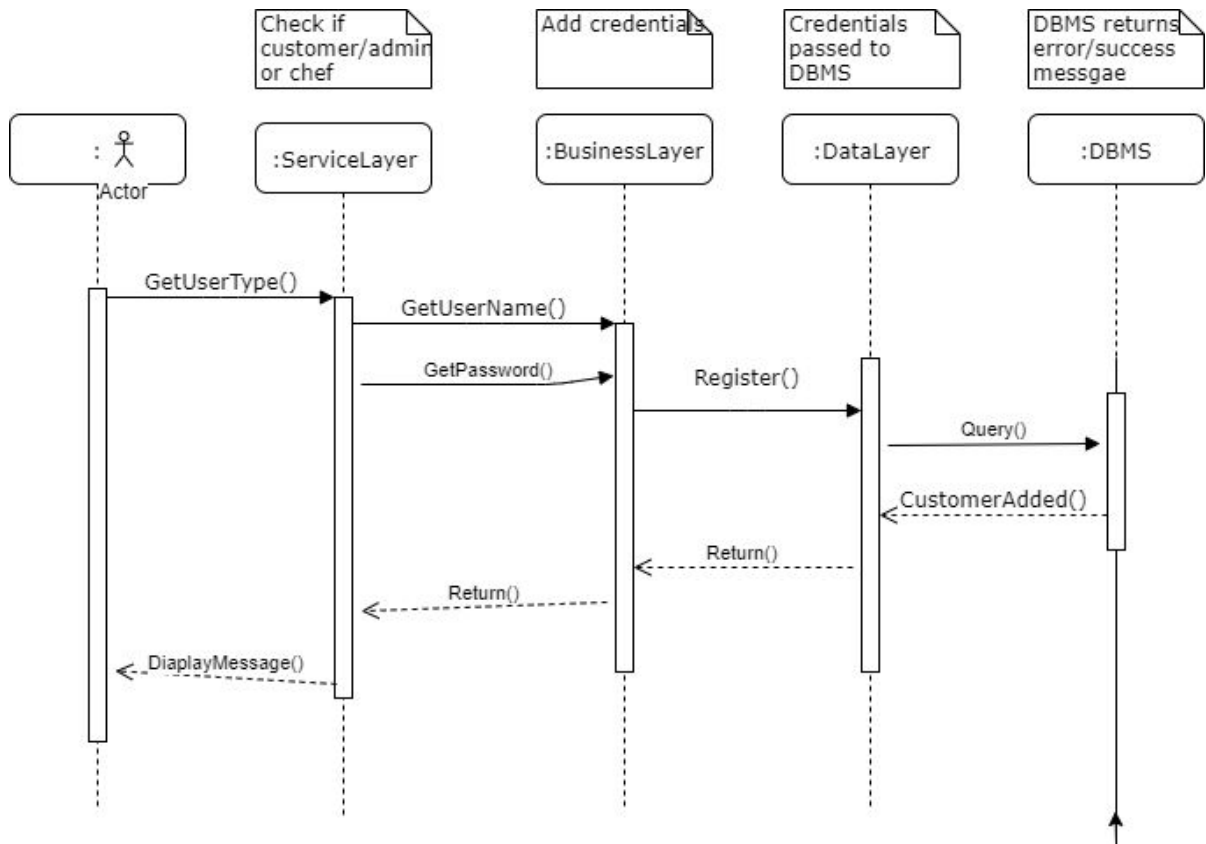 Check if
customer/admin
or chef
Add credentials
Credentials
passed to
DBMS
DBMS returns
error/success
messgae
:
Actor
:ServiceLayer
:BusinessLayer
:DataLayer
:DBMS
GetUserType()
GetUserName()
GetPassword()
Register()
Query()
CustomerAdded()
Return()
Return()
DiaplayMessage()